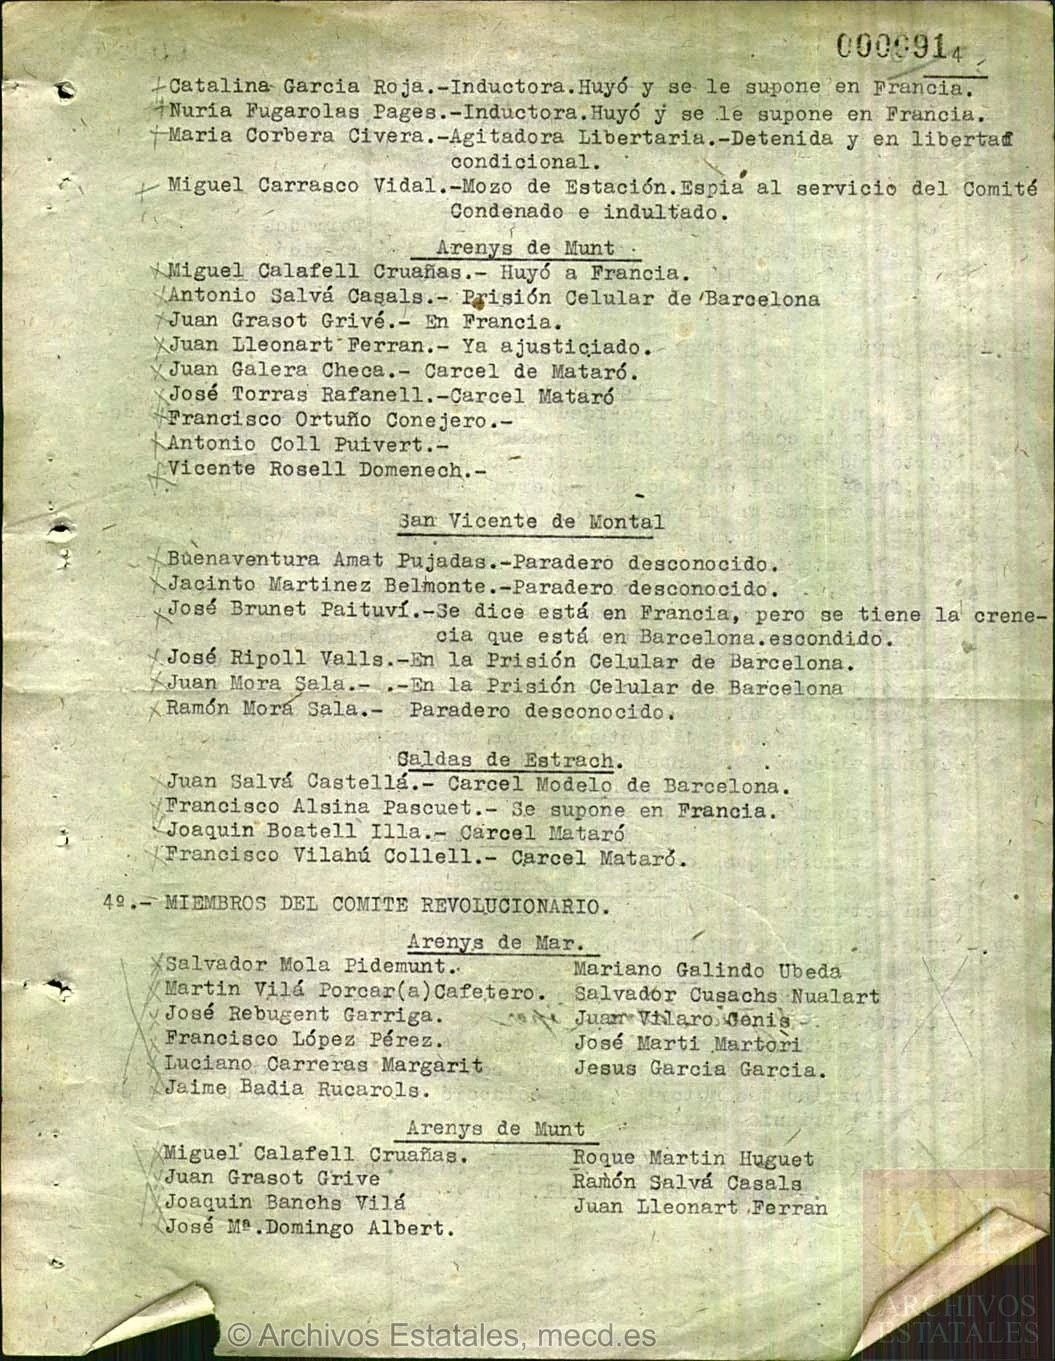 000091
4
Catalina Garcia Roja.-Inductora.Huyó y se le supone en Francia.
Nuria Fugarolas Pages.-Inductora.Huyó y se le supone en Francia.
Maria Corbera Civera.-Agitadora Libertaria.-Detenida y en libertad
condicional.
Miguel Carrasco Vidal.-Mozo de Estación.Espia al servicio del Comité
Condenado e indultado.
Arenys de Munt
Miguel Calafell Cruañas.- Huyó a Francia.
Antonio Salvá Casals.- Prisión Celular de Barcelona
Juan Grasot Grivé.- En Francia.
Juan Lleonart Ferran.- Ya ajusticiado.
Juan Galera Checa.- Carcel de Mataró.
José Torras Rafanell.-Carcel Mataró
Francisco Ortuño Conejero.-
Antonio Coll Puivert.-
Vicente Rosell Domenech.-
San Vicente de Montal
Buenaventura Amat Pujadas.-Paradero desconocido.
Jacinto Martinez Belmonte.-Paradero desconocido.
José Brunet Paituví.-Se dice está en Francia, pero se tiene la crene-
cia que está en Barcelona.escondido.
José Ripoll Valls.-En la Prisión Celular de Barcelona.
Juan Mora Sala.- .-En la Prisión Celular de Barcelona
Ramón Mora Sala.- Paradero desconocido.
Caldas de Estrach.
Juan Salvá Castellá.- Carcel Modelo de Barcelona.
Francisco Alsina Pascuet.- Se supone en Francia.
Joaquin Boatell Illa.- Carcel Mataró
Francisco Vilahú Collell.- Carcel Mataró.
4º.- MIEMBROS DEL COMITE REVOLUCIONARIO.
Arenys de Mar.
Salvador Mola Pidemunt. Mariano Galindo Ubeda
Martin Vilá Porcar(a)Cafetero. Salvadór Cusachs Nualart
José Rebugent Garriga. Juan Vilaro Genis
Francisco López Pérez. José Marti Martori
Luciano Carreras Margarit Jesus Garcia Garcia.
Jaime Badia Rucarols.
Arenys de Munt
Miguel Calafell Cruañas. Roque Martin Huguet
Juan Grasot Grive Ramón Salvá Casals
Joaquin Banchs Vilá Juan Lleonart Ferran
José Mª.Domingo Albert.
© Archivos Estatales, mecd.es
AE
ARCHIVOS
ESTATALES